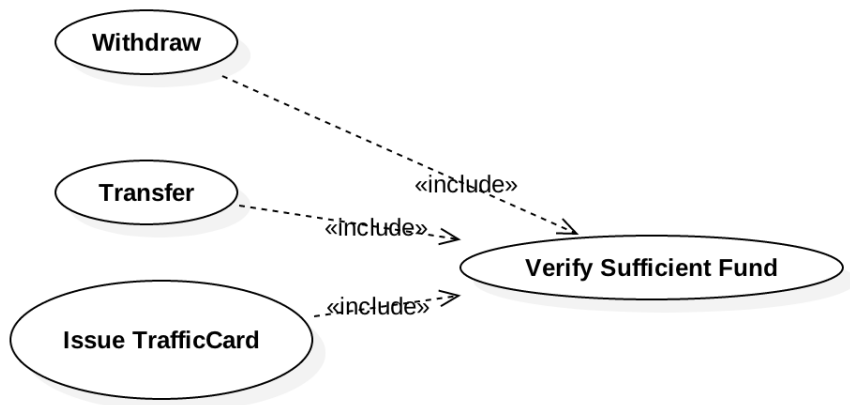 Withdraw
«include»
Transfer
«include»
Verify Sufficient Fund
«include»
Issue TrafficCard